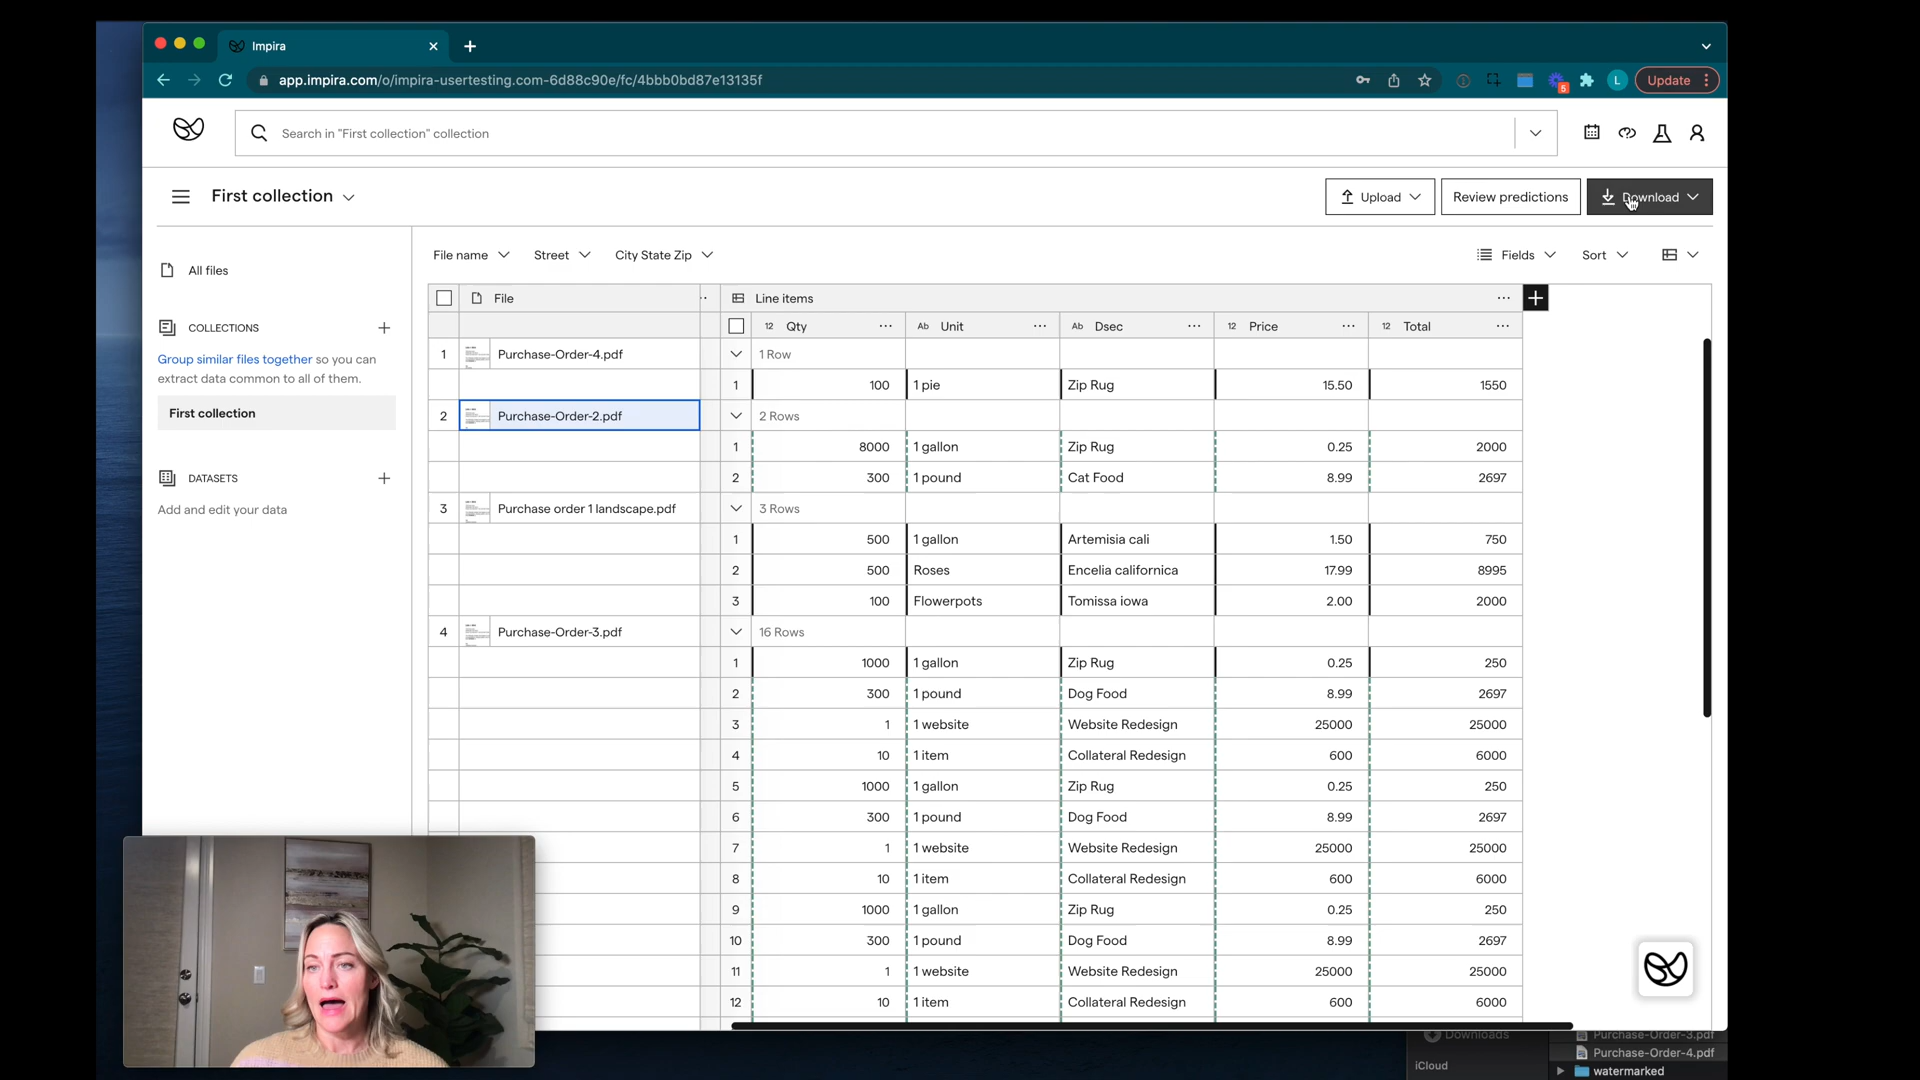 Impira
app.impira.com/o/impira-usertesting.com-6d88c90e/fc/4bbb0bd87e13135f
5
L
Update
Search in "First collection" collection
First collection
Upload
Review predictions
Download
All files
COLLECTIONS
Group similar files together so you can
extract data common to all of them.
First collection
DATASETS
Add and edit your data
File name
Street
City State Zip
Fields
Sort
File
Line items
12 Qty
Ab Unit
Ab Dsec
12 Price
12 Total
1 Purchase-Order-4.pdf 1 Row
1 100 1 pie Zip Rug 15.50 1550
2 Purchase-Order-2.pdf 2 Rows
1 8000 1 gallon Zip Rug 0.25 2000
2 300 1 pound Cat Food 8.99 2697
3 Purchase order 1 landscape.pdf 3 Rows
1 500 1 gallon Artemisia cali 1.50 750
2 500 Roses Encelia californica 17.99 8995
3 100 Flowerpots Tomissa iowa 2.00 2000
4 Purchase-Order-3.pdf 16 Rows
1 1000 1 gallon Zip Rug 0.25 250
2 300 1 pound Dog Food 8.99 2697
3 1 1 website Website Redesign 25000 25000
4 10 1 item Collateral Redesign 600 6000
5 1000 1 gallon Zip Rug 0.25 250
6 300 1 pound Dog Food 8.99 2697
7 1 1 website Website Redesign 25000 25000
8 10 1 item Collateral Redesign 600 6000
9 1000 1 gallon Zip Rug 0.25 250
10 300 1 pound Dog Food 8.99 2697
11 1 1 website Website Redesign 25000 25000
12 10 1 item Collateral Redesign 600 6000
Downloads
iCloud
Purchase-Order-3.pdf
Purchase-Order-4.pdf
watermarked